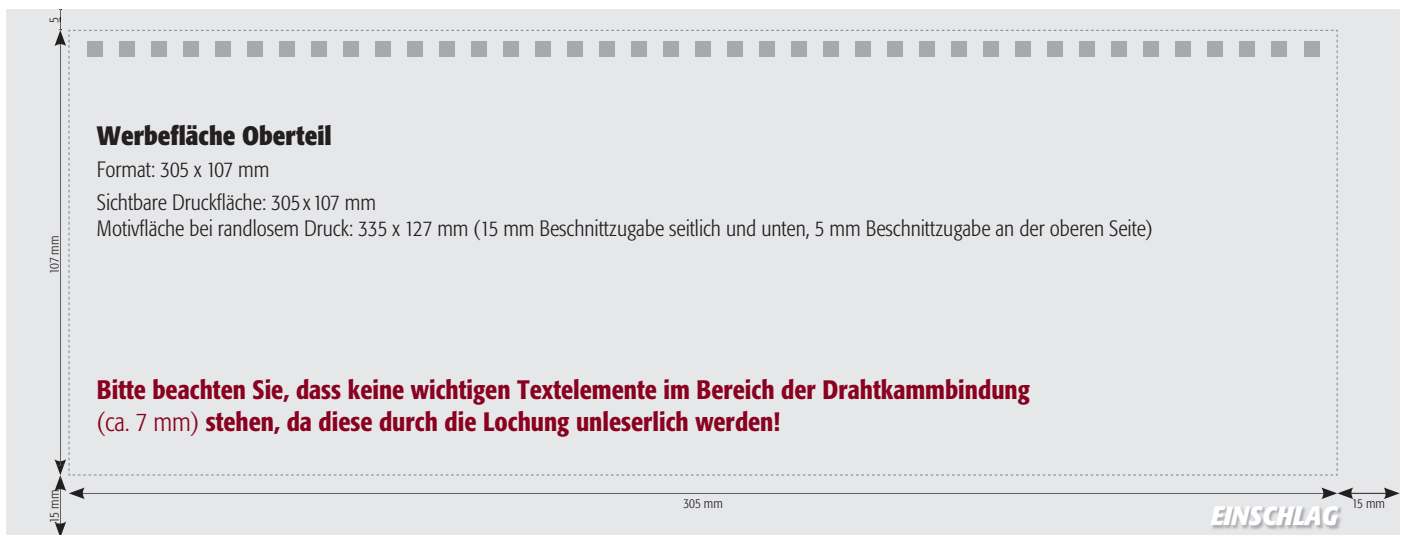 5
Werbefläche Oberteil
Format: 305 x 107 mm
Sichtbare Druckfläche: 305 x 107 mm
Motivfläche bei randlosem Druck: 335 x 127 mm (15 mm Beschnittzugabe seitlich und unten, 5 mm Beschnittzugabe an der oberen Seite)
107 mm
Bitte beachten Sie, dass keine wichtigen Textelemente im Bereich der Drahtkammbindung
(ca. 7 mm) stehen, da diese durch die Lochung unleserlich werden!
15 mm
305 mm
15 mm
EINSCHLAG